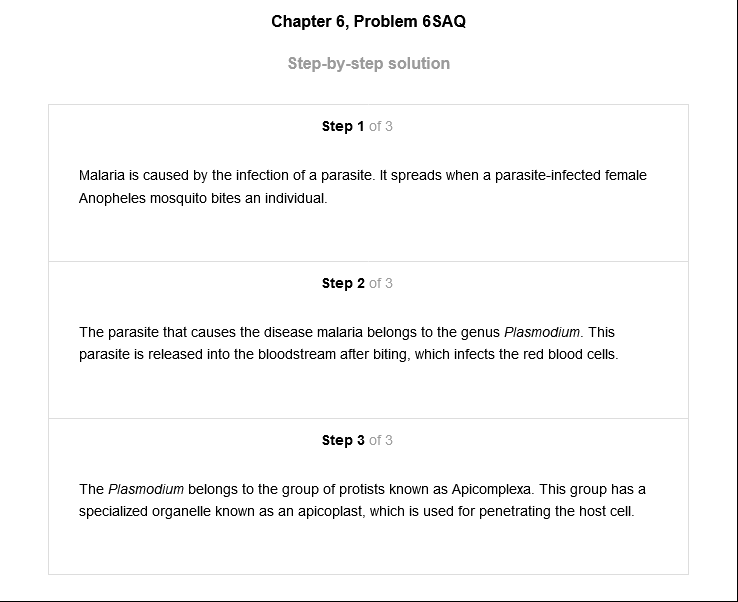 Chapter 6, Problem 6SAQ
Step-by-step solution
Step 1 of 3
Malaria is caused by the infection of a parasite. It spreads when a parasite-infected female
Anopheles mosquito bites an individual.
Step 2 of 3
The parasite that causes the disease malaria belongs to the genus Plasmodium. This
parasite is released into the bloodstream after biting, which infects the red blood cells.
Step 3 of 3
The Plasmodium belongs to the group of protists known as Apicomplexa. This group has a
specialized organelle known as an apicoplast, which is used for penetrating the host cell.